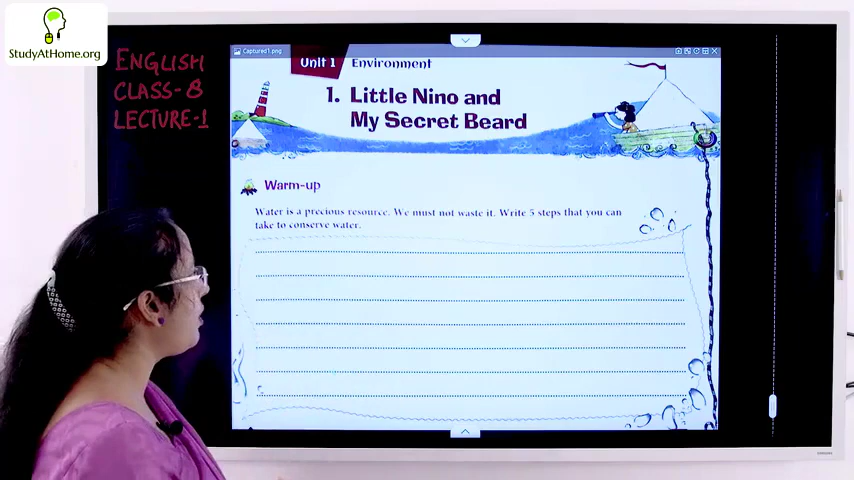 StudyAtHome.org
ENGLISH
CLASS-8
LECTURE-1
Captured1.png
Unit 1 Environment
1. Little Nino and
My Secret Beard
Warm-up
Water is a precious resource. We must not waste it. Write 5 steps that you can
take to conserve water.